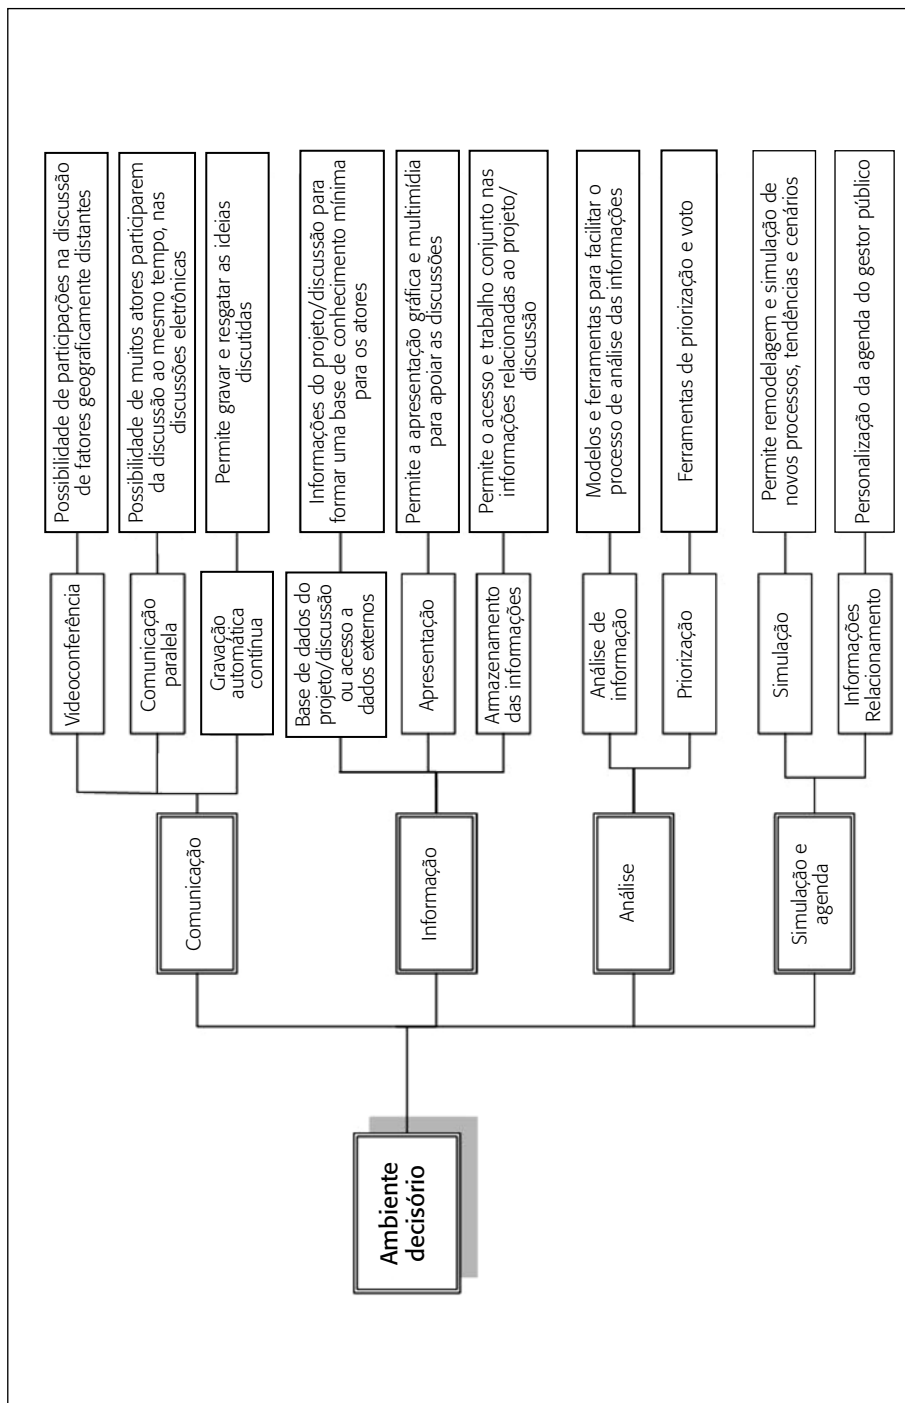 Ambiente
decisório
Comunicação
Videoconferência
Possibilidade de participações na discussão
de fatores geograficamente distantes
Comunicação
paralela
Possibilidade de muitos atores participarem
da discussão ao mesmo tempo, nas
discussões eletrônicas
Gravação
automática
contínua
Permite gravar e resgatar as ideias
discutidas
Informação
Base de dados do
projeto/discussão
ou acesso a
dados externos
Informações do projeto/discussão para
formar uma base de conhecimento mínima
para os atores
Apresentação
Permite a apresentação gráfica e multimídia
para apoiar as discussões
Armazenamento
das informações
Permite o acesso e trabalho conjunto nas
informações relacionadas ao projeto/
discussão
Análise
Análise de
informação
Modelos e ferramentas para facilitar o
processo de análise das informações
Priorização
Ferramentas de priorização e voto
Simulação e
agenda
Simulação
Permite remodelagem e simulação de
novos processos, tendências e cenários
Informações
Relacionamento
Personalização da agenda do gestor público